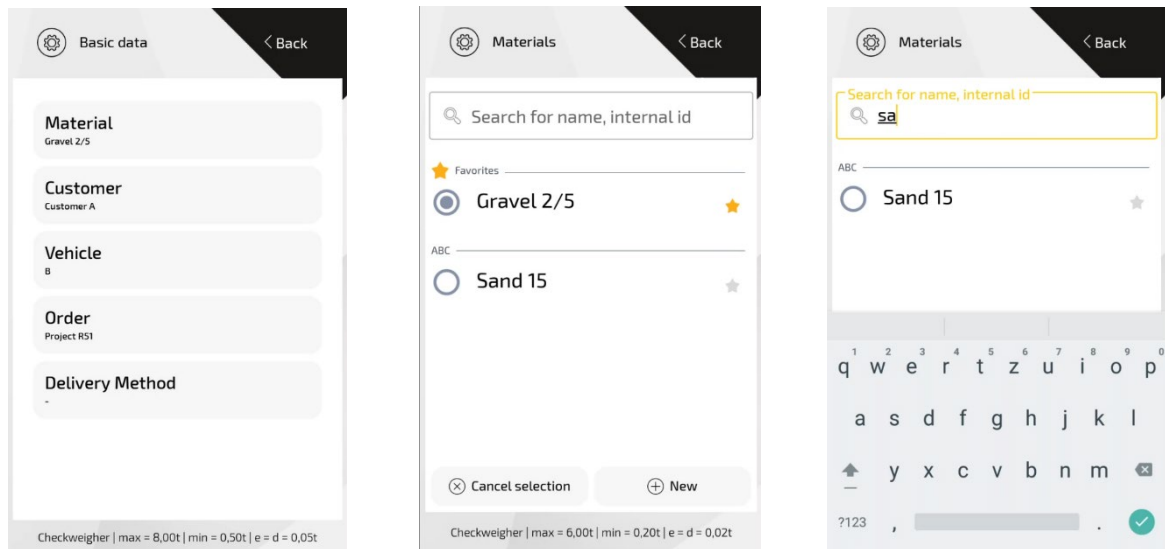 Basic data
< Back
Material
Gravel 2/5
Customer
Customer A
Vehicle
B
Order
Project R51
Delivery Method
-
Checkweigher | max = 8,00t | min = 0,50t | e = d = 0,05t
Materials
< Back
Search for name, internal id
Favorites
Gravel 2/5
ABC
Sand 15
Cancel selection
New
Checkweigher | max = 6,00t | min = 0,20t | e = d = 0,02t
Materials
< Back
Search for name, internal id
sa
ABC
Sand 15
1 2 3 4 5 6 7 8 9 0
q w e r t z u i o p
a s d f g h j k l
y x c v b n m
?123 , .